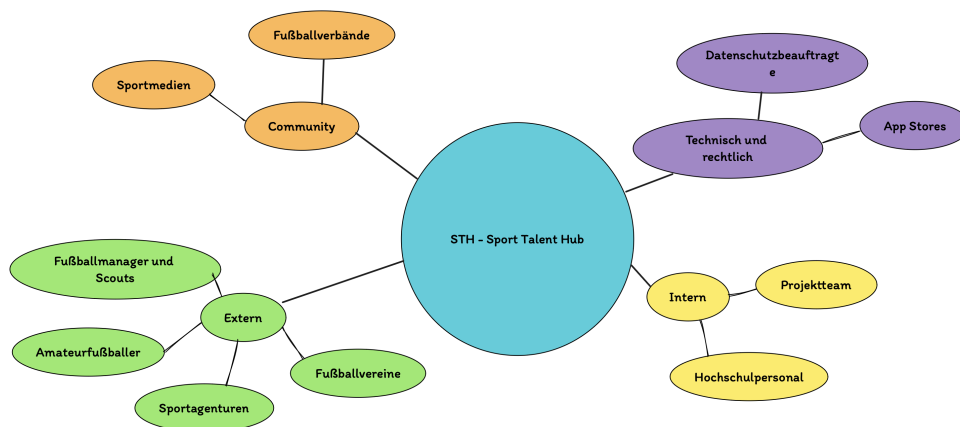 Fußballverbände
Sportmedien
Community
Datenschutzbeauftragt
e
Technisch und
rechtlich
App Stores
STH - Sport Talent Hub
Fußballmanager und
Scouts
Extern
Amateurfußballer
Sportagenturen
Fußballvereine
Intern
Projektteam
Hochschulpersonal